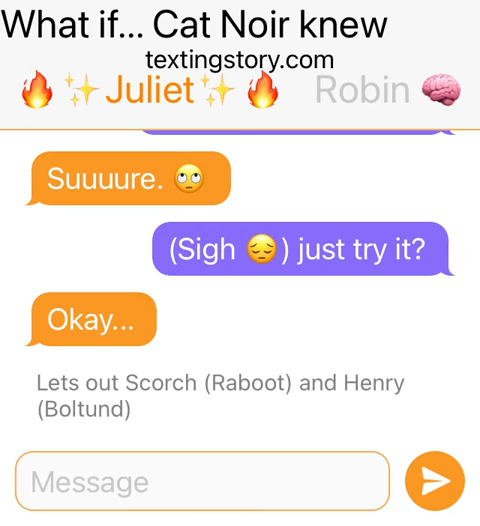 What if... Cat Noir knew
textingstory.com
🔥 ✨Juliet✨ 🔥 Robin 🧠
Suuuure. 🙄
(Sigh 😔) just try it?
Okay...
Lets out Scorch (Raboot) and Henry
(Boltund)
Message